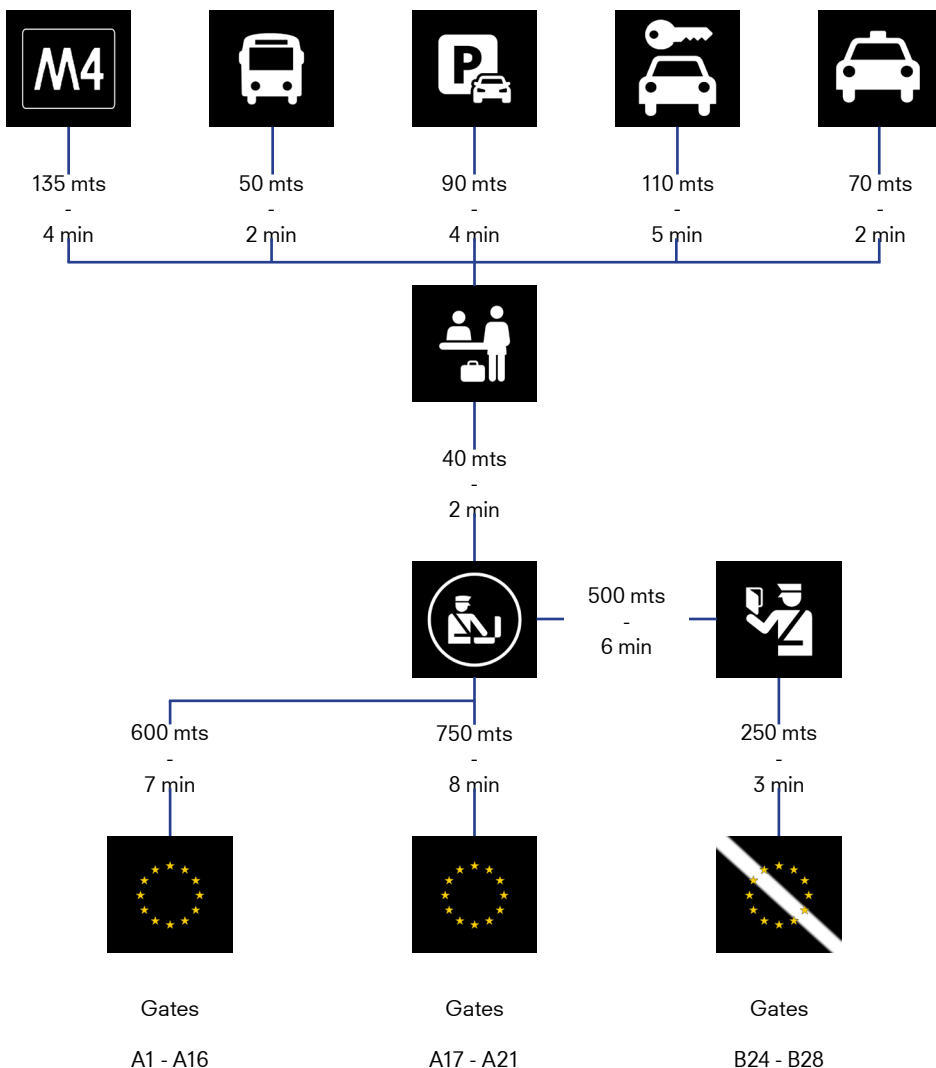 M4
P
135 mts
-
4 min
50 mts
-
2 min
90 mts
-
4 min
110 mts
-
5 min
70 mts
-
2 min
40 mts
-
2 min
500 mts
-
6 min
600 mts
-
7 min
750 mts
-
8 min
250 mts
-
3 min
Gates
A1 - A16
Gates
A17 - A21
Gates
B24 - B28